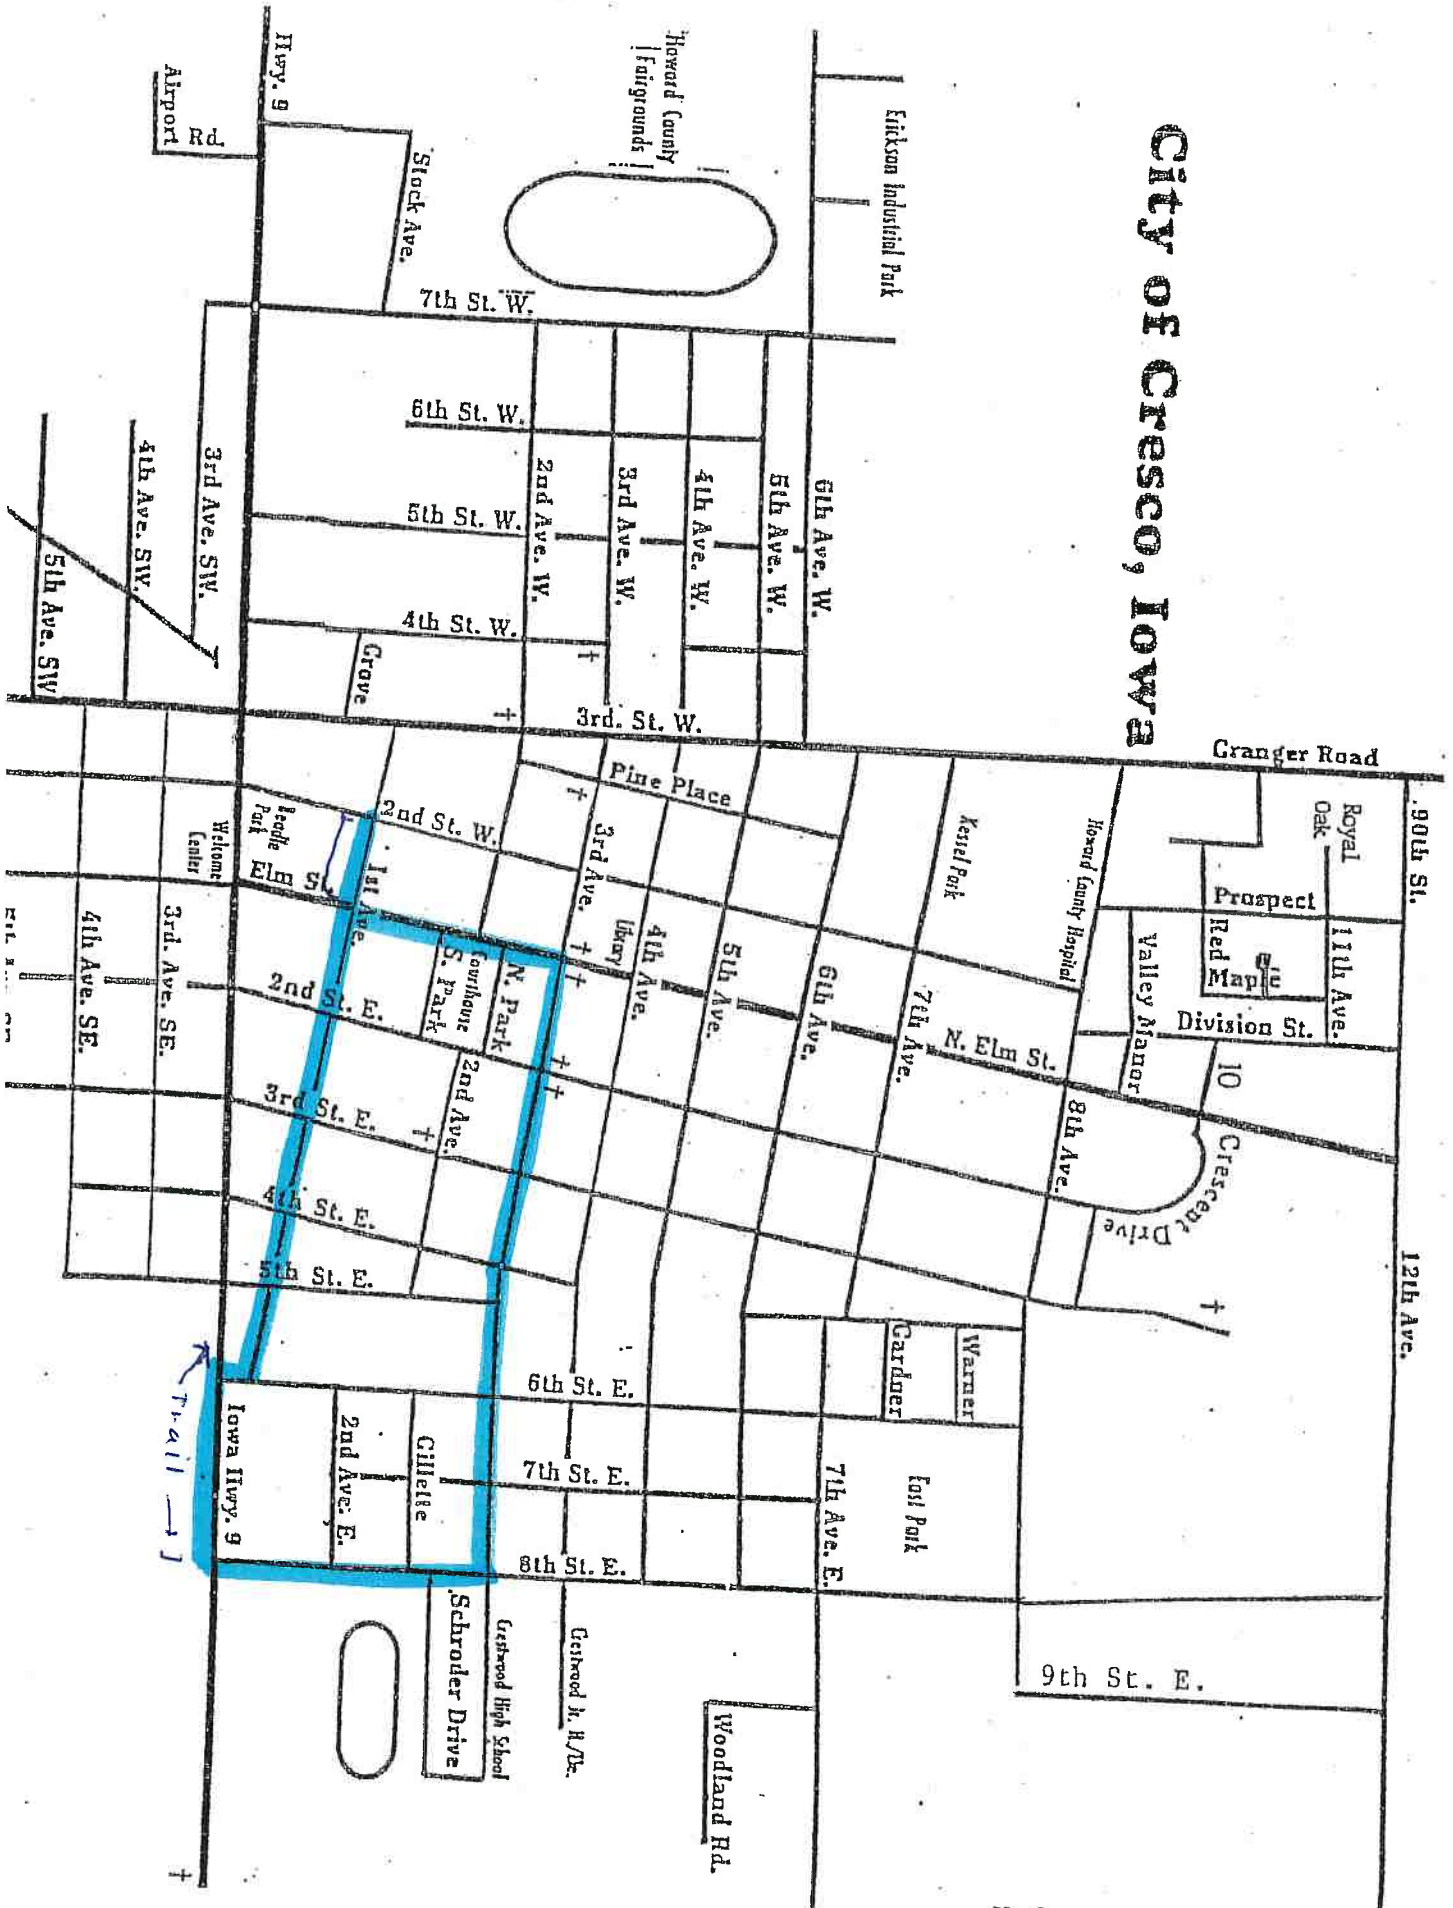 City of Cresco, Iowa
Hwy. 9
Airport Rd.
Stock Ave.
Howard County
Fairgrounds
Erickson Industrial Park
7th St. W.
6th St. W.
5th St. W.
4th St. W.
2nd Ave. W.
3rd Ave. W.
4th Ave. W.
5th Ave. W.
6th Ave. W.
3rd Ave. SW.
4th Ave. SW.
5th Ave. SW
Grove
3rd. St. W.
Granger Road
Pine Place
2nd St. W.
Beadle
Park
Welcome
Center
Elm St.
1st Ave.
3rd Ave.
Library
4th Ave.
5th Ave.
6th Ave.
7th Ave.
8th Ave.
Kessel Park
Howard County Hospital
Royal
Oak
90th St.
Prospect
Red
Maple
11th Ave.
Valley Manor
Division St.
N. Elm St.
10
Crescent Drive
12th Ave.
N. Park
Courthouse
S. Park
2nd St. E.
2nd Ave.
3rd St. E.
4th St. E.
5th St. E.
3rd. Ave. SE.
4th Ave. SE.
6th St. E.
7th St. E.
8th St. E.
Gardner
Warner
East Park
7th Ave. E.
Iowa Hwy. 9
2nd Ave. E.
Gillette
Trail
Schroder Drive
Crestwood High School
Woodland Rd.
9th St. E.